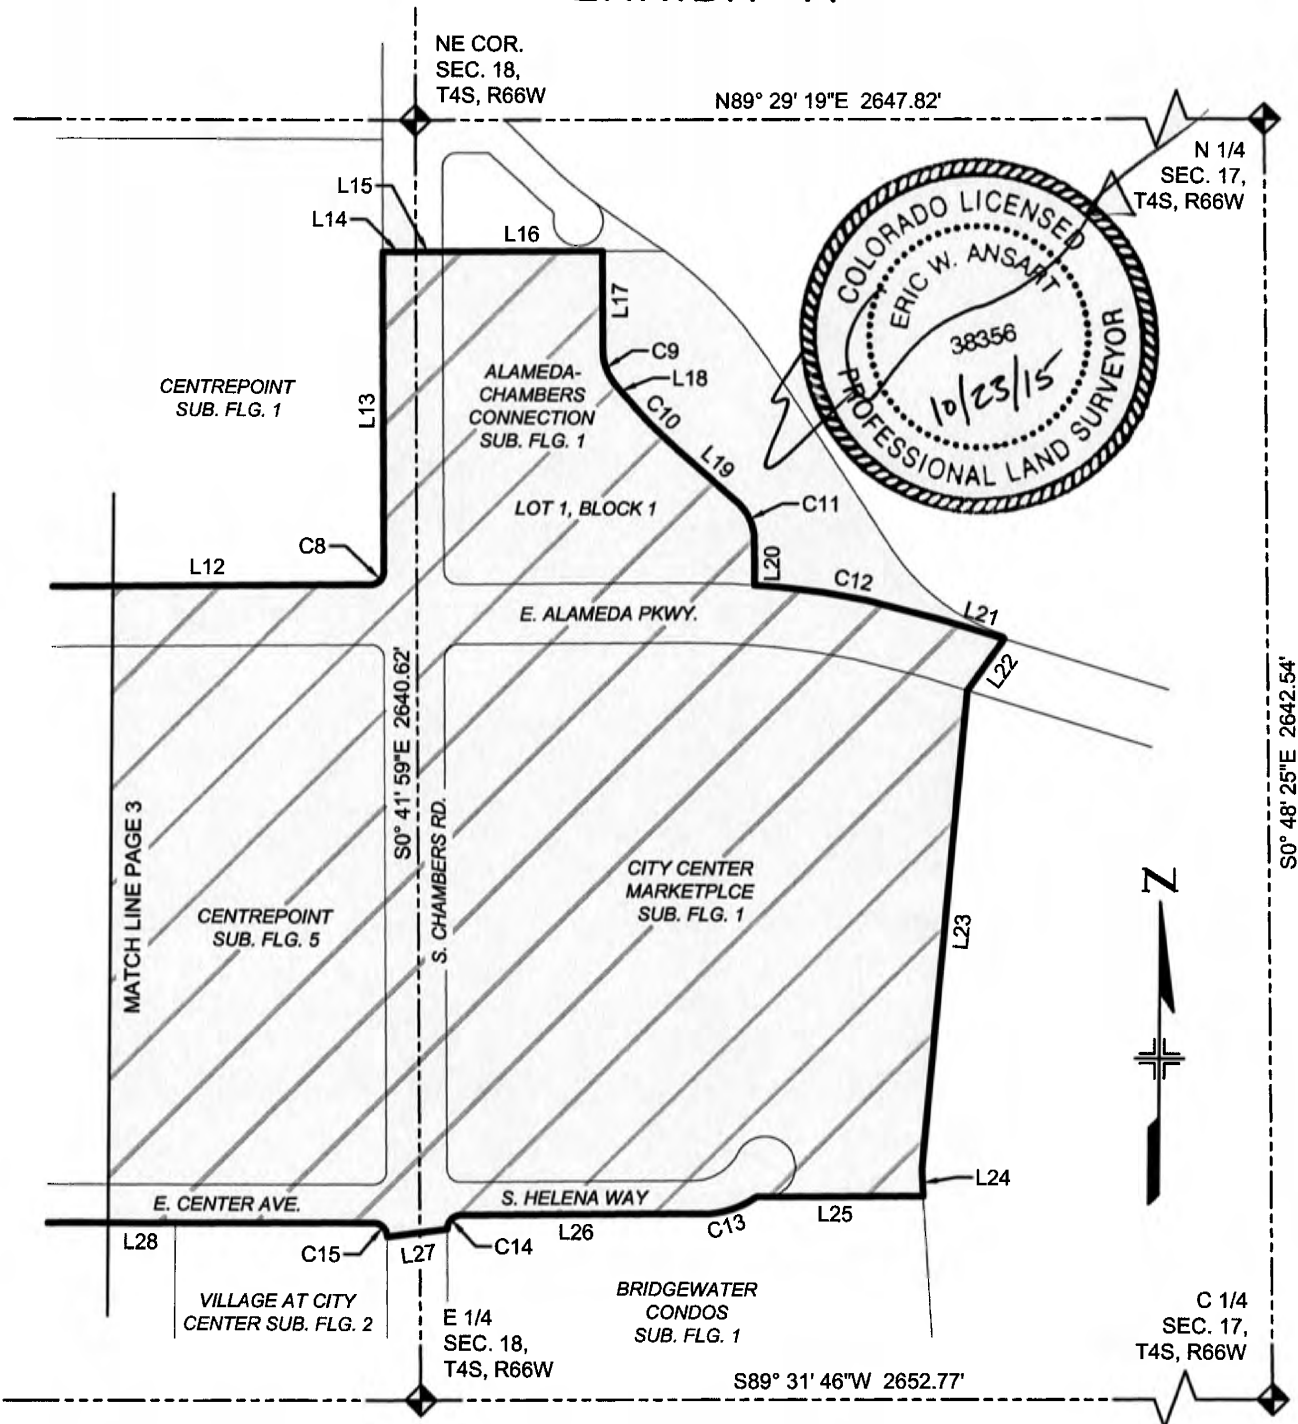 NE COR.
SEC. 18,
T4S, R66W
N89° 29' 19"E 2647.82'
N 1/4
SEC. 17,
T4S, R66W
COLORADO LICENSED
PROFESSIONAL LAND SURVEYOR
ERIC W. ANSART
38356
10/23/15
L15
L14
L16
L17
C9
L18
C10
L19
C11
L20
C12
L21
L22
CENTREPOINT
SUB. FLG. 1
L13
ALAMEDA-
CHAMBERS
CONNECTION
SUB. FLG. 1
LOT 1, BLOCK 1
C8
L12
E. ALAMEDA PKWY.
S0° 41' 59"E 2640.62'
S. CHAMBERS RD.
S0° 48' 25"E 2642.54'
MATCH LINE PAGE 3
CENTREPOINT
SUB. FLG. 5
CITY CENTER
MARKETPLCE
SUB. FLG. 1
L23
N
L24
E. CENTER AVE.
S. HELENA WAY
L28
C15
L27
C14
L26
C13
L25
VILLAGE AT CITY
CENTER SUB. FLG. 2
E 1/4
SEC. 18,
T4S, R66W
BRIDGEWATER
CONDOS
SUB. FLG. 1
C 1/4
SEC. 17,
T4S, R66W
S89° 31' 46"W 2652.77'